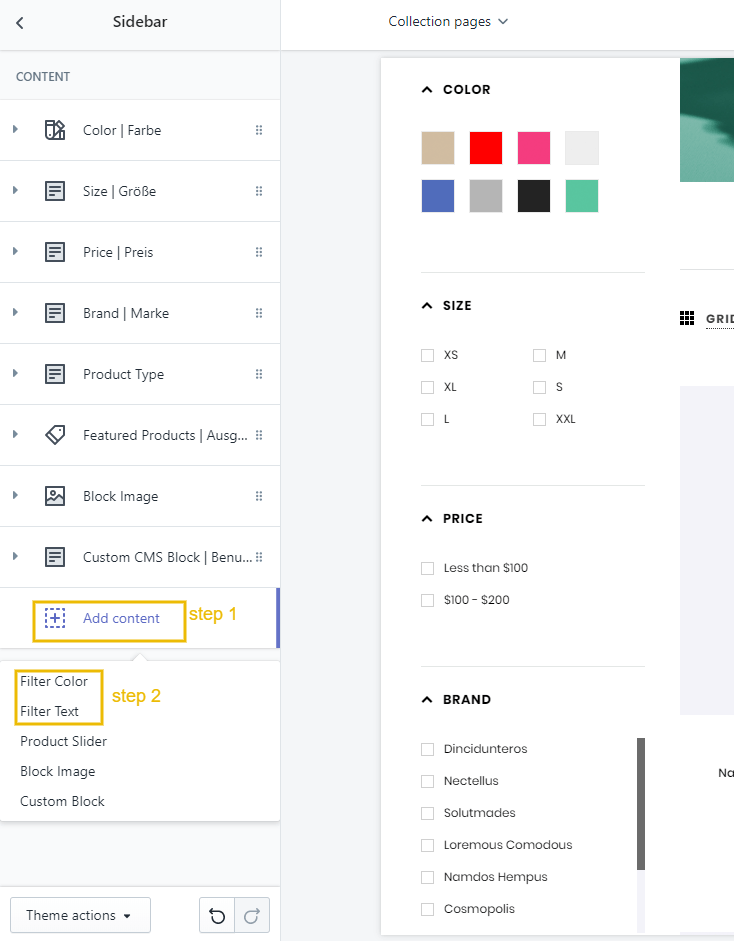 Sidebar
Collection pages
CONTENT
Color | Farbe
Size | Größe
Price | Preis
Brand | Marke
Product Type
Featured Products | Ausg...
Block Image
Custom CMS Block | Benu...
Add content
step 1
Filter Color
Filter Text
step 2
Product Slider
Block Image
Custom Block
Theme actions
COLOR
SIZE
XS
M
XL
S
L
XXL
PRICE
Less than $100
$100 - $200
BRAND
Dincidunteros
Nectellus
Solutmades
Loremous Comodous
Namdos Hempus
Cosmopolis
GRID
Na